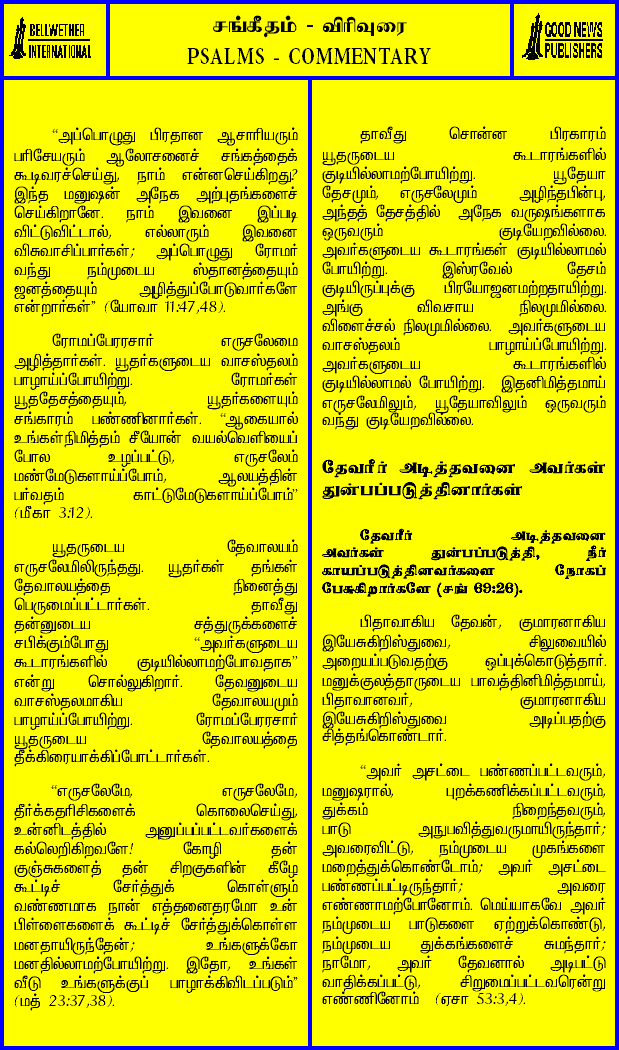 BELLWETHER
INTERNATIONAL
சங்கீதம் - விரிவுரை
PSALMS - COMMENTARY
GOOD NEWS
PUBLISHERS
“அப்பொழுது பிரதான ஆசாரியரும்
பரிசேயரும் ஆலோசனைச் சங்கத்தைக்
கூடிவரச்செய்து, நாம் என்னசெய்கிறது?
இந்த மனுஷன் அநேக அற்புதங்களைச்
செய்கிறானே. நாம் இவனை இப்படி
விட்டுவிட்டால், எல்லாரும் இவனை
விசுவாசிப்பார்கள்; அப்பொழுது ரோமர்
வந்து நம்முடைய ஸ்தானத்தையும்
ஜனத்தையும் அழித்துப்போடுவார்களே
என்றார்கள்” (யோவா 11:47,48).
ரோமப்பேரரசார் எருசலேமை
அழித்தார்கள். யூதர்களுடைய வாசஸ்தலம்
பாழாய்ப்போயிற்று. ரோமர்கள்
யூததேசத்தையும், யூதர்களையும்
சங்காரம் பண்ணினார்கள். “ஆகையால்
உங்கள்நிமித்தம் சீயோன் வயல்வெளியைப்
போல உழப்பட்டு, எருசலேம்
மண்மேடுகளாய்ப்போம், ஆலயத்தின்
பர்வதம் காட்டுமேடுகளாய்ப்போம்”
(மீகா 3:12).
யூதருடைய தேவாலயம்
எருசலேமிலிருந்தது. யூதர்கள் தங்கள்
தேவாலயத்தை நினைத்து
பெருமைப்பட்டார்கள். தாவீது
தன்னுடைய சத்துருக்களைச்
சபிக்கும்போது “அவர்களுடைய
கூடாரங்களில் குடியில்லாமற்போவதாக”
என்று சொல்லுகிறார். தேவனுடைய
வாசஸ்தலமாகிய தேவாலயமும்
பாழாய்ப்போயிற்று. ரோமப்பேரரசார்
யூதருடைய தேவாலயத்தை
தீக்கிரையாக்கிப்போட்டார்கள்.
“எருசலேமே, எருசலேமே,
தீர்க்கதரிசிகளைக் கொலைசெய்து,
உன்னிடத்தில் அனுப்பப்பட்டவர்களைக்
கல்லெறிகிறவளே! கோழி தன்
குஞ்சுகளைத் தன் சிறகுகளின் கீழே
கூட்டிச் சேர்த்துக் கொள்ளும்
வண்ணமாக நான் எத்தனைதரமோ உன்
பிள்ளைகளைக் கூட்டிச் சேர்த்துக்கொள்ள
மனதாயிருந்தேன்; உங்களுக்கோ
மனதில்லாமற்போயிற்று. இதோ, உங்கள்
வீடு உங்களுக்குப் பாழாக்கிவிடப்படும்”
(மத் 23:37,38).
தாவீது சொன்ன பிரகாரம்
யூதருடைய கூடாரங்களில்
குடியில்லாமற்போயிற்று. யூதேயா
தேசமும், எருசலேமும் அழிந்தபின்பு,
அந்தத் தேசத்தில் அநேக வருஷங்களாக
ஒருவரும் குடியேறவில்லை.
அவர்களுடைய கூடாரங்கள் குடியில்லாமல்
போயிற்று. இஸ்ரவேல் தேசம்
குடியிருப்புக்கு பிரயோஜனமற்றதாயிற்று.
அங்கு விவசாய நிலமுமில்லை.
விளைச்சல் நிலமுமில்லை. அவர்களுடைய
வாசஸ்தலம் பாழாய்ப்போயிற்று.
அவர்களுடைய கூடாரங்களில்
குடியில்லாமல் போயிற்று. இதனிமித்தமாய்
எருசலேமிலும், யூதேயாவிலும் ஒருவரும்
வந்து குடியேறவில்லை.
தேவரீர் அடித்தவனை அவர்கள்
துன்பப்படுத்தினார்கள்
தேவரீர் அடித்தவனை
அவர்கள் துன்பப்படுத்தி, நீர்
காயப்படுத்தினவர்களை நோகப்
பேசுகிறார்களே (சங் 69:26).
பிதாவாகிய தேவன், குமாரனாகிய
இயேசுகிறிஸ்துவை, சிலுவையில்
அறையப்படுவதற்கு ஒப்புக்கொடுத்தார்.
மனுக்குலத்தாருடைய பாவத்தினிமித்தமாய்,
பிதாவானவர், குமாரனாகிய
இயேசுகிறிஸ்துவை அடிப்பதற்கு
சித்தங்கொண்டார்.
“அவர் அசட்டை பண்ணப்பட்டவரும்,
மனுஷரால், புறக்கணிக்கப்பட்டவரும்,
துக்கம் நிறைந்தவரும்,
பாடு அநுபவித்துவருமாயிருந்தார்;
அவரைவிட்டு, நம்முடைய முகங்களை
மறைத்துக்கொண்டோம்; அவர் அசட்டை
பண்ணப்பட்டிருந்தார்; அவரை
எண்ணாமற்போனோம். மெய்யாகவே அவர்
நம்முடைய பாடுகளை ஏற்றுக்கொண்டு,
நம்முடைய துக்கங்களைச் சுமந்தார்;
நாமோ, அவர் தேவனால் அடிபட்டு
வாதிக்கப்பட்டு, சிறுமைப்பட்டவரென்று
எண்ணினோம் (ஏசா 53:3,4).